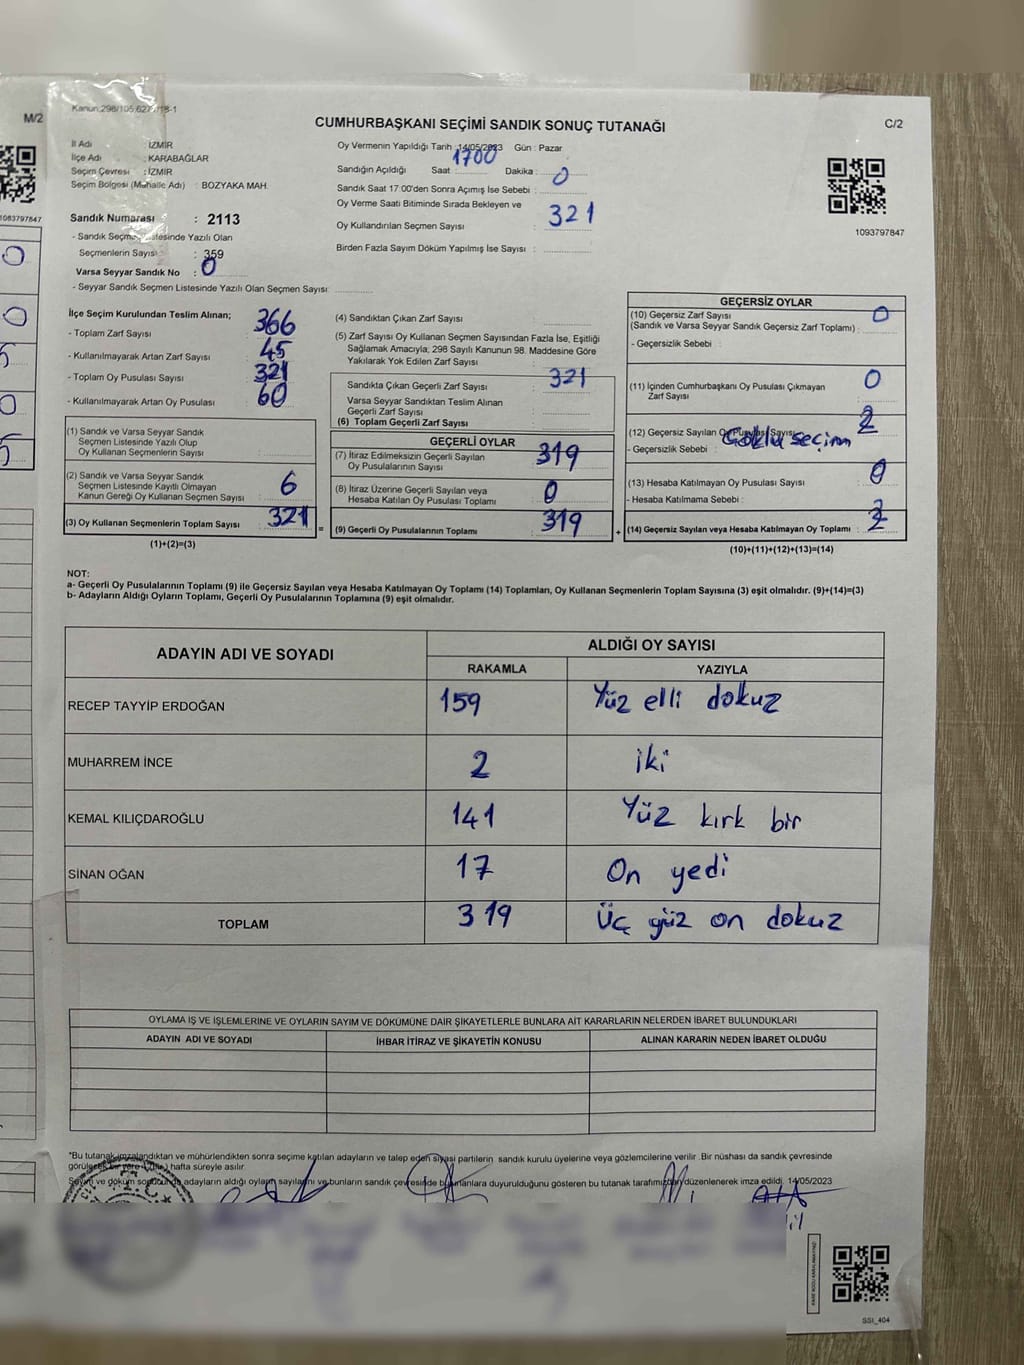 M/2
Kanun:298/105,6271/18-1
CUMHURBAŞKANI SEÇİMİ SANDIK SONUÇ TUTANAĞI
C/2
İl Adı : İZMİR
İlçe Adı : KARABAĞLAR
Seçim Çevresi : İZMİR
Seçim Bölgesi (Mahalle Adı) : BOZYAKA MAH.
Sandık Numarası : 2113
- Sandık Seçmen Listesinde Yazılı Olan
Seçmenlerin Sayısı : 359
Varsa Seyyar Sandık No : 0
- Seyyar Sandık Seçmen Listesinde Yazılı Olan Seçmen Sayısı:
Oy Vermenin Yapıldığı Tarih :14/05/2023 Gün : Pazar
Sandığın Açıldığı Saat : 1700 Dakika : 0
Sandık Saat 17:00'den Sonra Açımış İse Sebebi :
Oy Verme Saati Bitiminde Sırada Bekleyen ve
Oy Kullandırılan Seçmen Sayısı : 321
Birden Fazla Sayım Döküm Yapılmış İse Sayısı :
1093797847
1093797847
İlçe Seçim Kurulundan Teslim Alınan;
- Toplam Zarf Sayısı : 366
- Kullanılmayarak Artan Zarf Sayısı : 45
- Toplam Oy Pusulası Sayısı : 321
- Kullanılmayarak Artan Oy Pusulası : 60
(1) Sandık ve Varsa Seyyar Sandık
Seçmen Listesinde Yazılı Olup
Oy Kullanan Seçmenlerin Sayısı :
(2) Sandık ve Varsa Seyyar Sandık
Seçmen Listesinde Kayıtlı Olmayan
Kanun Gereği Oy Kullanan Seçmen Sayısı : 6
(3) Oy Kullanan Seçmenlerin Toplam Sayısı : 321
(1)+(2)=(3)
(4) Sandıktan Çıkan Zarf Sayısı :
(5) Zarf Sayısı Oy Kullanan Seçmen Sayısından Fazla İse, Eşitliği
Sağlamak Amacıyla; 298 Sayılı Kanunun 98. Maddesine Göre
Yakılarak Yok Edilen Zarf Sayısı :
Sandıkta Çıkan Geçerli Zarf Sayısı : 321
Varsa Seyyar Sandıktan Teslim Alınan
Geçerli Zarf Sayısı :
(6) Toplam Geçerli Zarf Sayısı :
GEÇERLİ OYLAR
(7) İtiraz Edilmeksizin Geçerli Sayılan
Oy Pusulalarının Sayısı : 319
(8) İtiraz Üzerine Geçerli Sayılan veya
Hesaba Katılan Oy Pusulası Toplamı : 0
= (9) Geçerli Oy Pusulalarının Toplamı : 319
GEÇERSİZ OYLAR
(10) Geçersiz Zarf Sayısı
(Sandık ve Varsa Seyyar Sandık Geçersiz Zarf Toplamı) : 0
- Geçersizlik Sebebi :
(11) İçinden Cumhurbaşkanı Oy Pusulası Çıkmayan
Zarf Sayısı : 0
(12) Geçersiz Sayılan Oy Pusulası Sayısı : 2
- Geçersizlik Sebebi : Çoklu seçim
(13) Hesaba Katılmayan Oy Pusulası Sayısı : 0
- Hesaba Katılmama Sebebi :
+ (14) Geçersiz Sayılan veya Hesaba Katılmayan Oy Toplamı : 2
(10)+(11)+(12)+(13)=(14)
NOT:
a- Geçerli Oy Pusulalarının Toplamı (9) ile Geçersiz Sayılan veya Hesaba Katılmayan Oy Toplamı (14) Toplamları, Oy Kullanan Seçmenlerin Toplam Sayısına (3) eşit olmalıdır. (9)+(14)=(3)
b- Adayların Aldığı Oyların Toplamı, Geçerli Oy Pusulalarının Toplamına (9) eşit olmalıdır.
ADAYIN ADI VE SOYADI
ALDIĞI OY SAYISI
RAKAMLA YAZIYLA
RECEP TAYYİP ERDOĞAN 159 Yüz elli dokuz
MUHARREM İNCE 2 iki
KEMAL KILIÇDAROĞLU 141 Yüz kırk bir
SİNAN OĞAN 17 On yedi
TOPLAM 319 Üç yüz on dokuz
OYLAMA İŞ VE İŞLEMLERİNE VE OYLARIN SAYIM VE DÖKÜMÜNE DAİR ŞİKAYETLERLE BUNLARA AİT KARARLARIN NELERDEN İBARET BULUNDUKLARI
ADAYIN ADI VE SOYADI İHBAR İTİRAZ VE ŞİKAYETİN KONUSU ALINAN KARARIN NEDEN İBARET OLDUĞU
*Bu tutanak imzalandıktan ve mühürlendikten sonra seçime katılan adayların ve talep eden siyasi partilerin sandık kurulu üyelerine veya gözlemcilerine verilir .Bir nüshası da sandık çevresinde
görülecek bir yere 1 (Bir) hafta süreyle asılır.
Sayım ve döküm sonucunda adayların aldığı oyların sayılarını ve bunların sandık çevresinde bulunanlara duyurulduğunu gösteren bu tutanak tarafımızdan düzenlenerek imza edildi. 14/05/2023
SSI_404